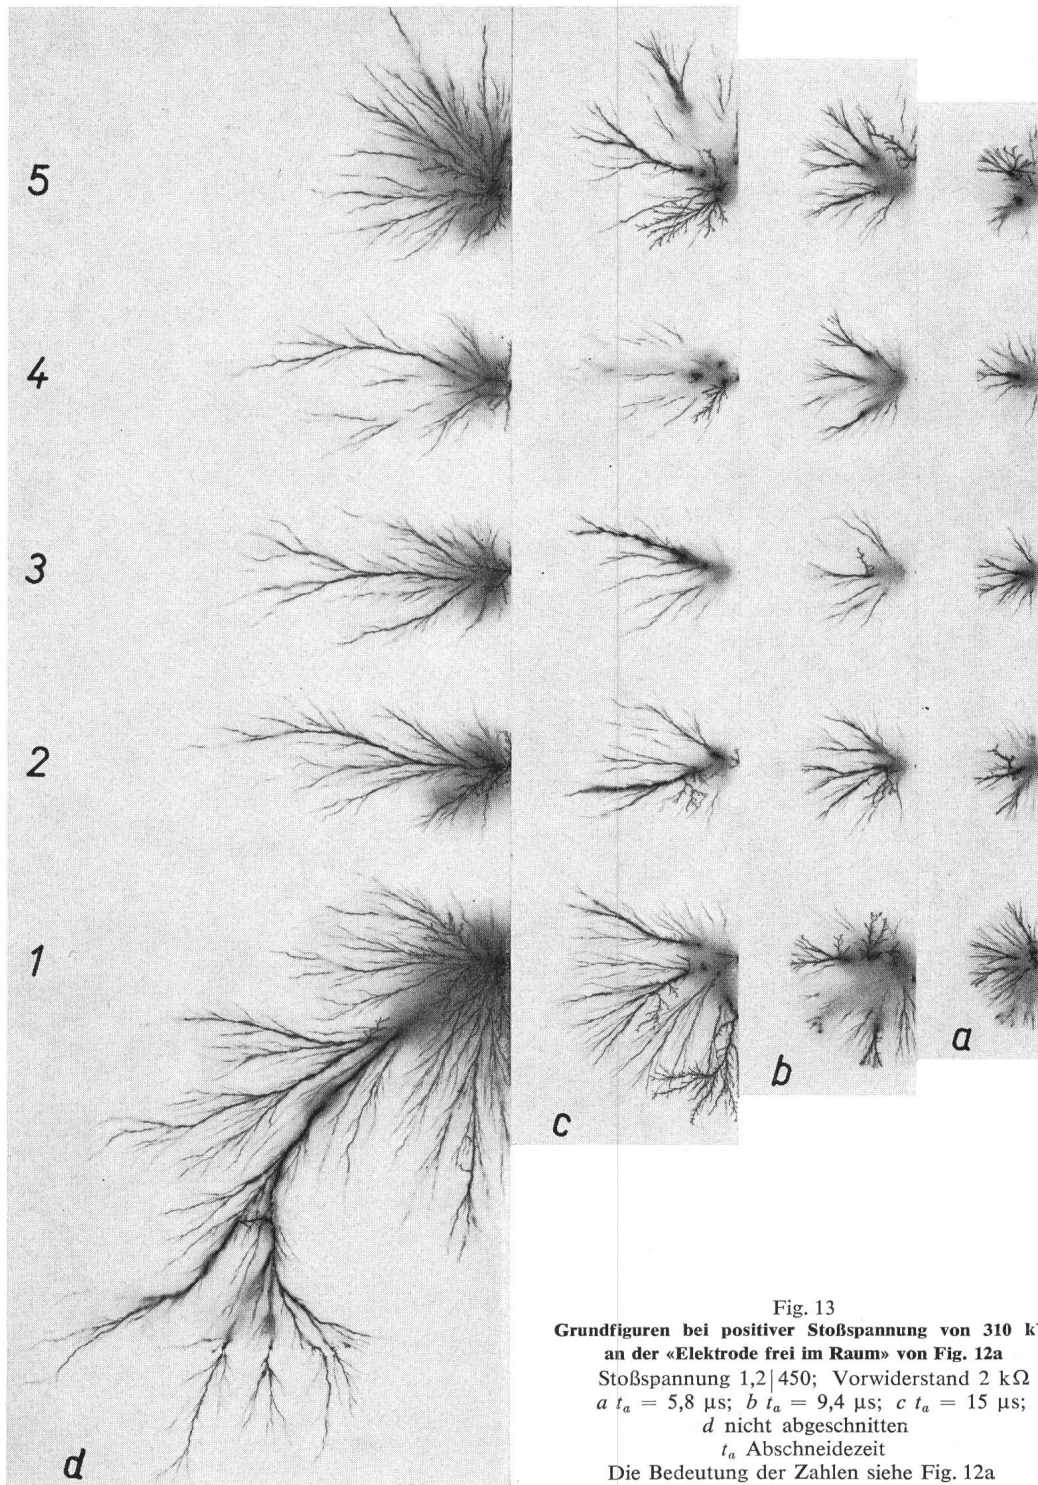 5
4
3
2
1
a
b
c
d
Fig. 13
Grundfiguren bei positiver Stoßspannung von 310 k
an der «Elektrode frei im Raum» von Fig. 12a
Stoßspannung 1,2|450; Vorwiderstand 2 kΩ
a tₐ = 5,8 µs; b tₐ = 9,4 µs; c tₐ = 15 µs;
d nicht abgeschnitten
tₐ Abschneidezeit
Die Bedeutung der Zahlen siehe Fig. 12a